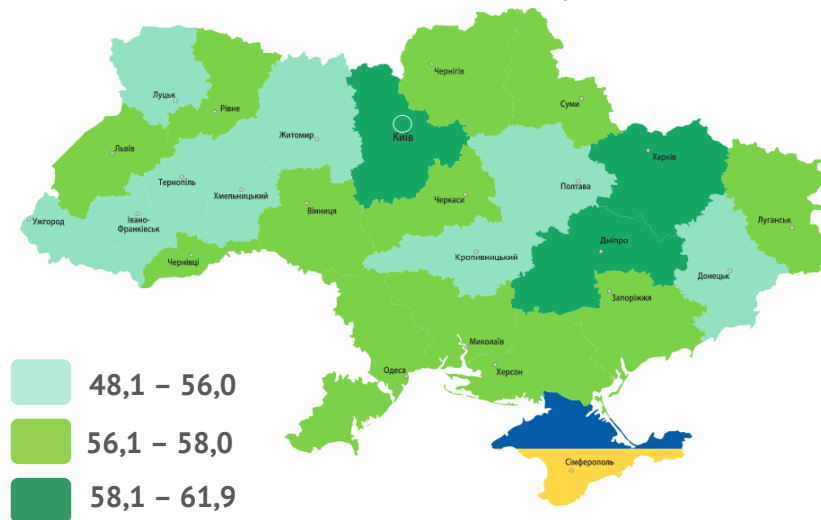 Чернігів
Луцьк
Рівне
Суми
Житомир
Київ
Львів
Харків
Тернопіль
Хмельницький
Полтава
Черкаси
Ужгород
Івано-
Франківськ
Вінниця
Луганськ
Кропивницький
Дніпро
Чернівці
Донецьк
Запоріжжя
Миколаїв
Одеса
Херсон
Сімферополь
48,1 – 56,0
56,1 – 58,0
58,1 – 61,9